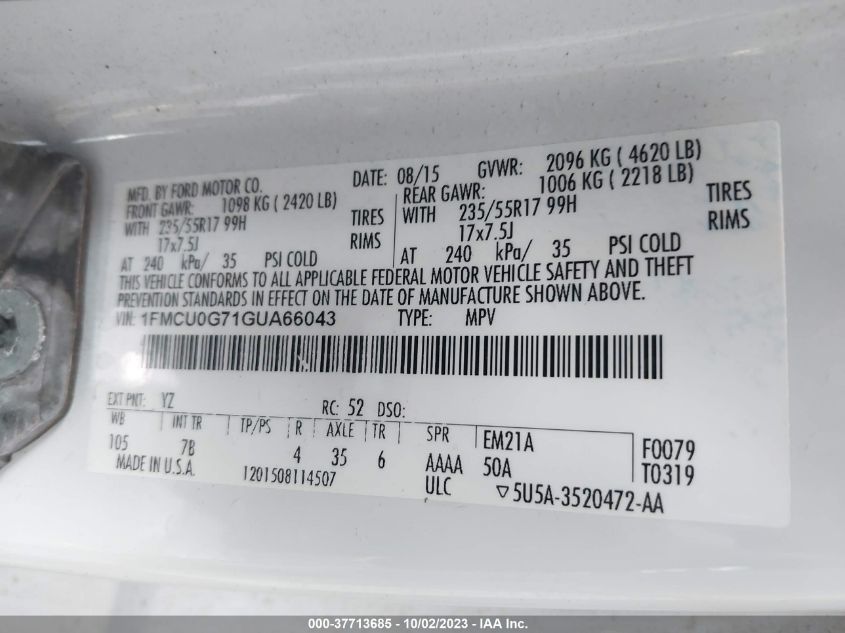 MFD. BY FORD MOTOR CO. DATE: 08/15 GVWR: 2096 KG ( 4620 LB)
FRONT GAWR: 1098 KG ( 2420 LB) REAR GAWR: 1006 KG ( 2218 LB)
WITH 235/55R17 99H TIRES WITH 235/55R17 99H TIRES
17x7.5J RIMS 17x7.5J RIMS
AT 240 kPa/ 35 PSI COLD AT 240 kPa/ 35 PSI COLD
THIS VEHICLE CONFORMS TO ALL APPLICABLE FEDERAL MOTOR VEHICLE SAFETY AND THEFT
PREVENTION STANDARDS IN EFFECT ON THE DATE OF MANUFACTURE SHOWN ABOVE.
VIN: 1FMCU0G71GUA66043 TYPE: MPV
EXT PNT: YZ RC: 52 DSO:
WB INT TR TP/PS R AXLE TR SPR EM21A F0079
105 7B 4 35 6 AAAA 50A T0319
MADE IN U.S.A. 1201508114507 ULC ▽5U5A-3520472-AA
000-37713685 - 10/02/2023 - IAA Inc.